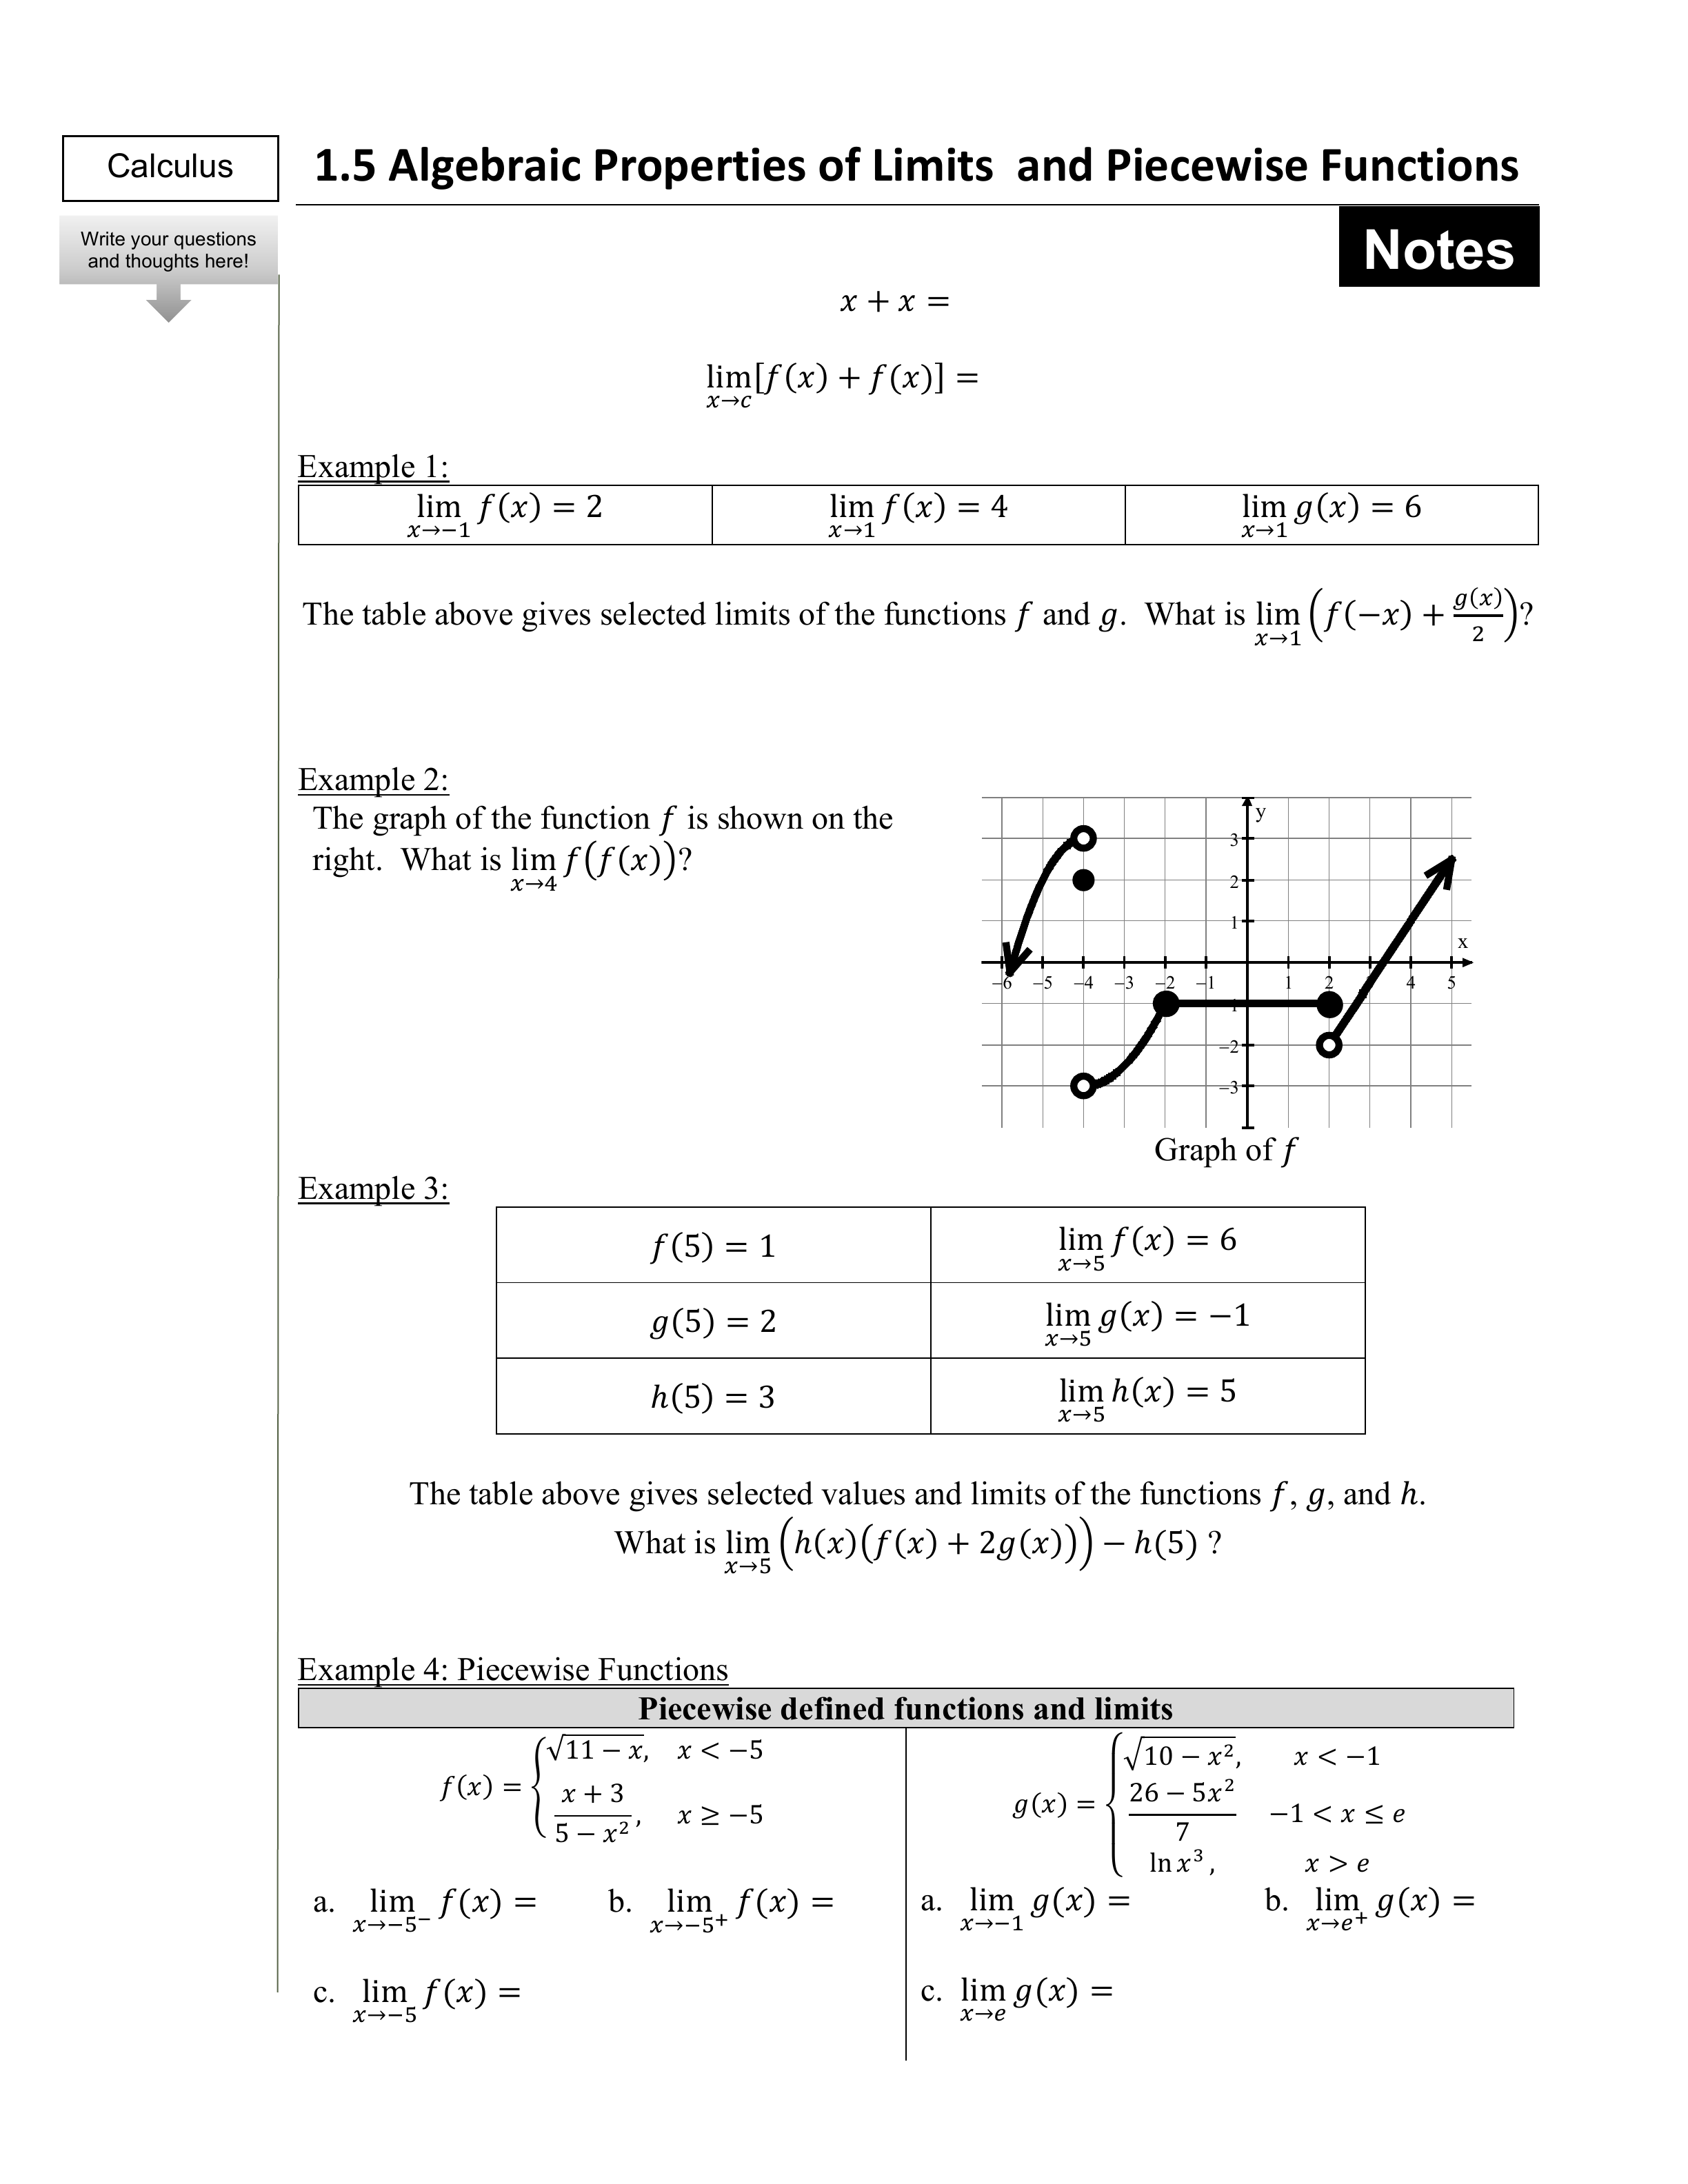 Calculus
1.5 Algebraic Properties of Limits and Piecewise Functions
Write your questions
and thoughts here!
Notes
x + x =
lim x→c [f(x) + f(x)] =
Example 1:
lim x→−1 f(x) = 2 lim x→1 f(x) = 4 lim x→1 g(x) = 6
The table above gives selected limits of the functions f and g. What is lim x→1 (f(−x) + g(x)/2)?
Example 2:
The graph of the function f is shown on the
right. What is lim x→4 f(f(x))?
y
3
2
1
x
−6 −5 −4 −3 −2 −1 1 2 4 5
−2
−3
Graph of f
Example 3:
f(5) = 1 lim x→5 f(x) = 6
g(5) = 2 lim x→5 g(x) = −1
h(5) = 3 lim x→5 h(x) = 5
The table above gives selected values and limits of the functions f, g, and h.
What is lim x→5 (h(x)(f(x) + 2g(x))) − h(5) ?
Example 4: Piecewise Functions
Piecewise defined functions and limits
f(x) = { √(11 − x), x < −5
(x + 3)/(5 − x²), x ≥ −5
g(x) = { √(10 − x²), x < −1
(26 − 5x²)/7 −1 < x ≤ e
ln x³, x > e
a. lim x→−5⁻ f(x) = b. lim x→−5⁺ f(x) =
c. lim x→−5 f(x) =
a. lim x→−1 g(x) = b. lim x→e⁺ g(x) =
c. lim x→e g(x) =